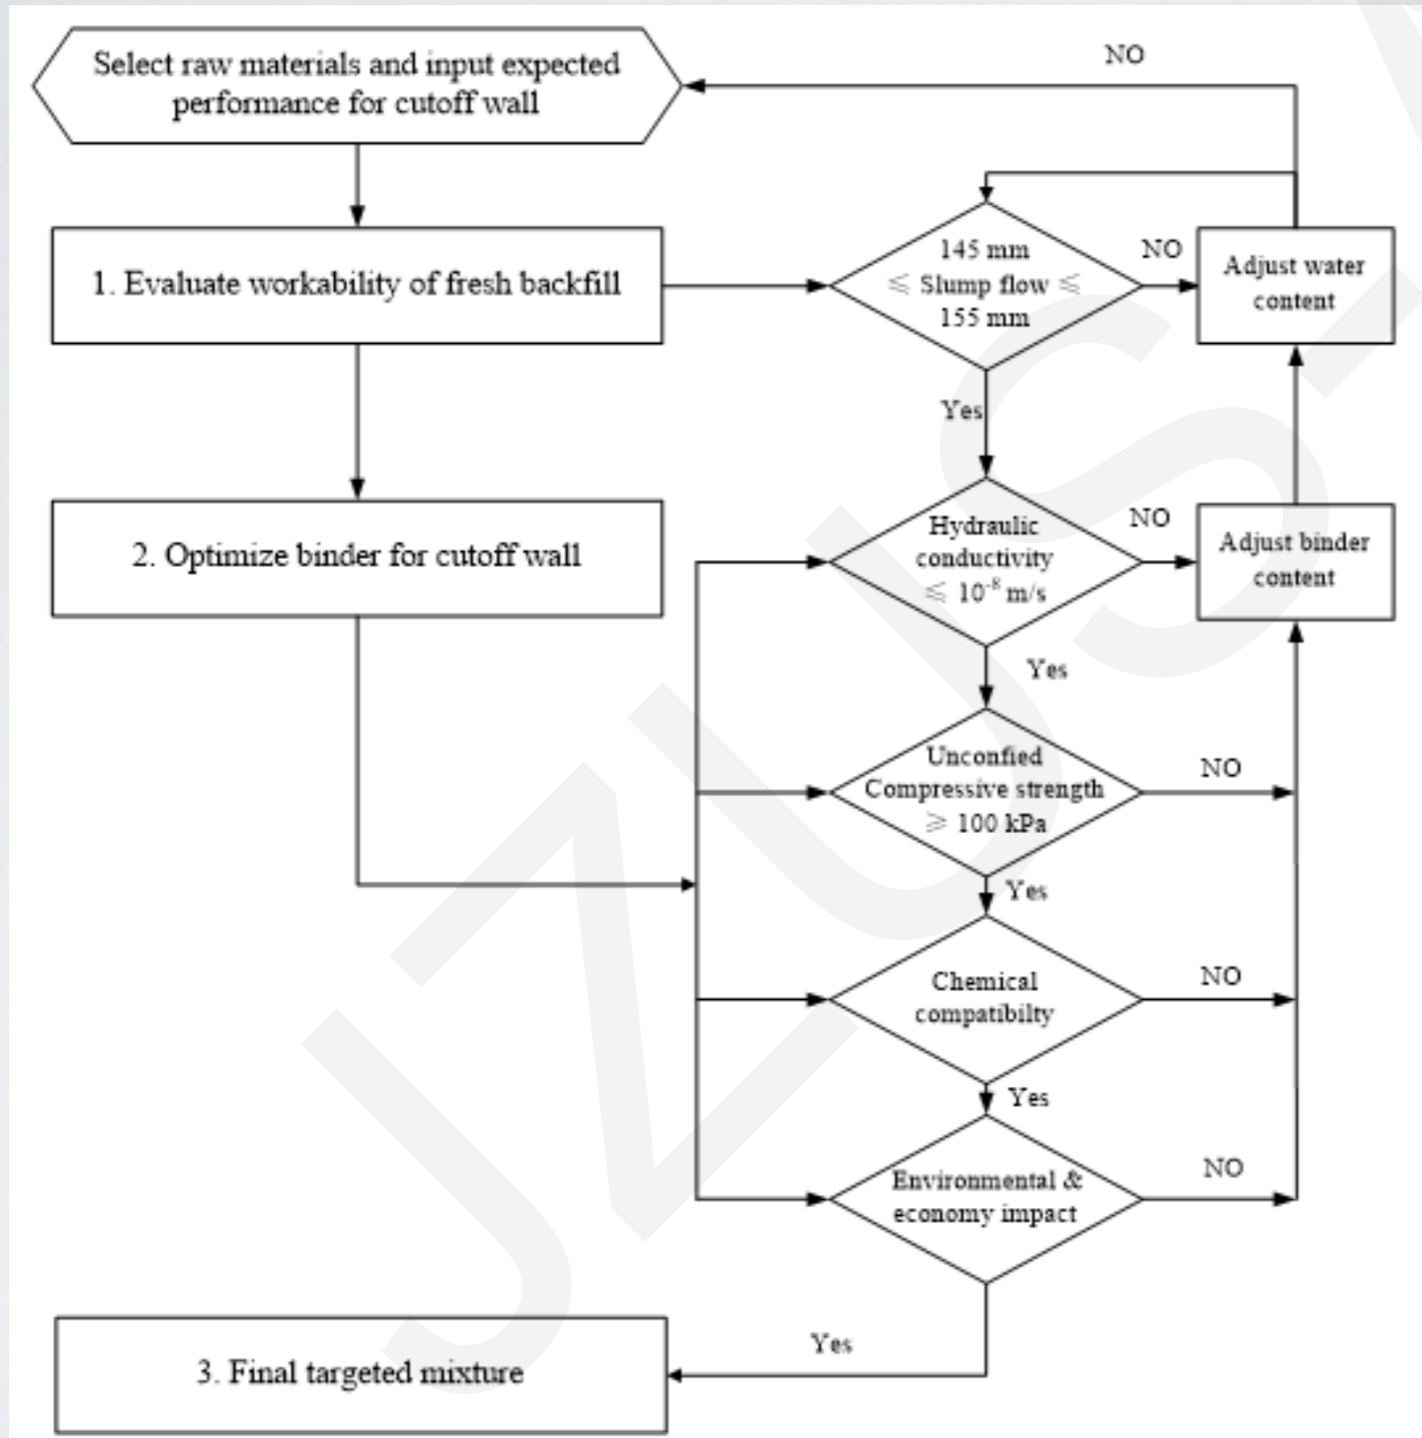 Select raw materials and input expected
performance for cutoff wall
NO
1. Evaluate workability of fresh backfill
145 mm
≤ Slump flow ≤
155 mm
NO
Adjust water
content
Yes
2. Optimize binder for cutoff wall
Hydraulic
conductivity
≤ 10⁻⁸ m/s
NO
Adjust binder
content
Yes
Unconfied
Compressive strength
≥ 100 kPa
NO
Yes
Chemical
compatibilty
NO
Yes
Environmental &
economy impact
NO
Yes
3. Final targeted mixture
JZUS-A